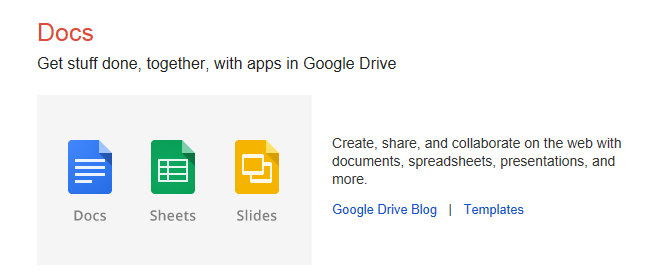 Docs
Get stuff done, together, with apps in Google Drive
Docs Sheets Slides
Create, share, and collaborate on the web with
documents, spreadsheets, presentations, and
more.
Google Drive Blog | Templates